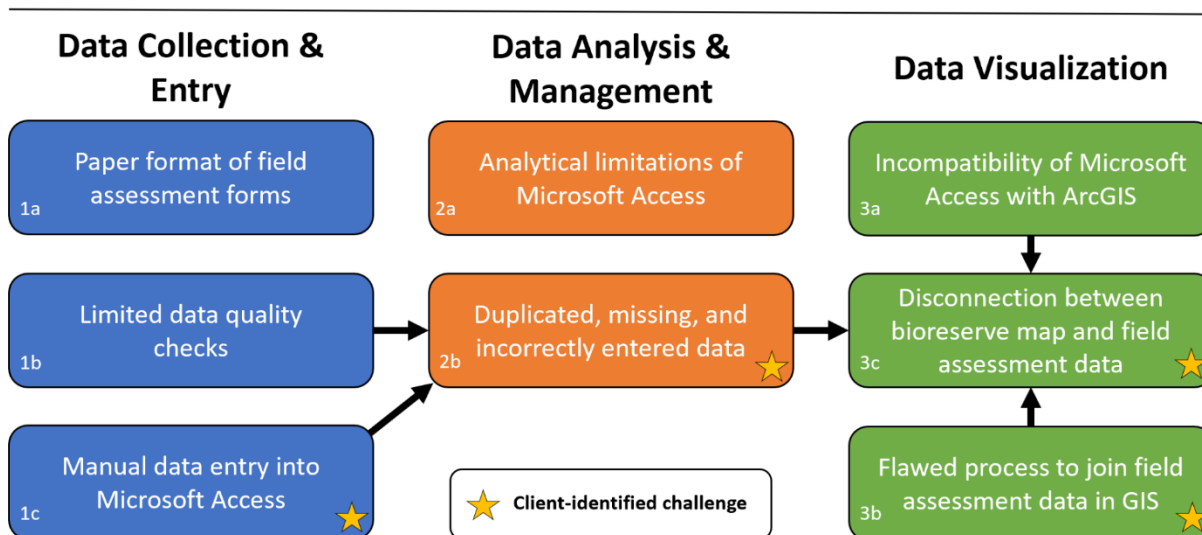 Data Collection &
Entry
Paper format of field
assessment forms
1a
Limited data quality
checks
1b
Manual data entry into
Microsoft Access
1c
Data Analysis &
Management
Analytical limitations of
Microsoft Access
2a
Duplicated, missing, and
incorrectly entered data
2b
Client-identified challenge
Data Visualization
Incompatibility of Microsoft
Access with ArcGIS
3a
Disconnection between
bioreserve map and field
assessment data
3c
Flawed process to join field
assessment data in GIS
3b